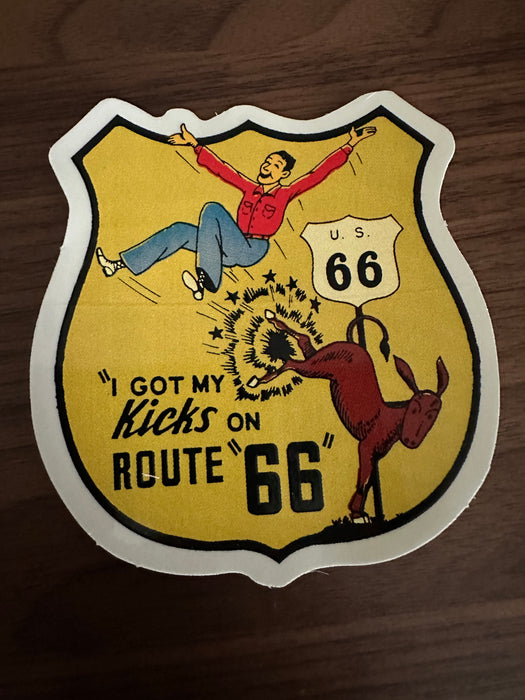 U. S.
66
"I GOT MY
Kicks ON
ROUTE "66"